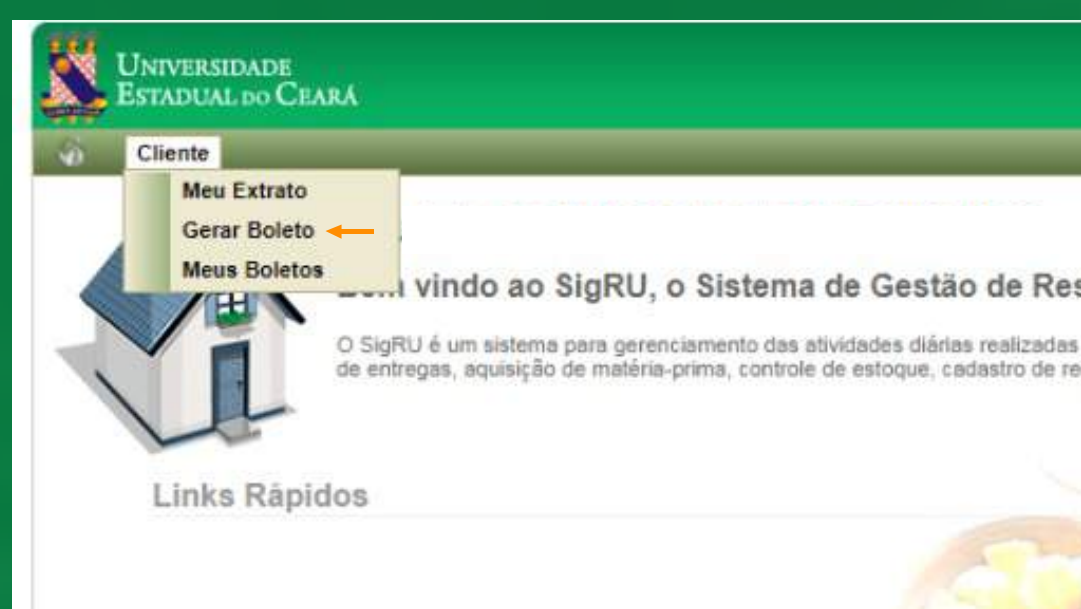 UNIVERSIDADE
ESTADUAL DO CEARÁ
Cliente
Meu Extrato
Gerar Boleto
Meus Boletos
vindo ao SigRU, o Sistema de Gestão de Res
O SigRU é um sistema para gerenciamento das atividades diárias realizadas
de entregas, aquisição de matéria-prima, controle de estoque, cadastro de re
Links Rápidos